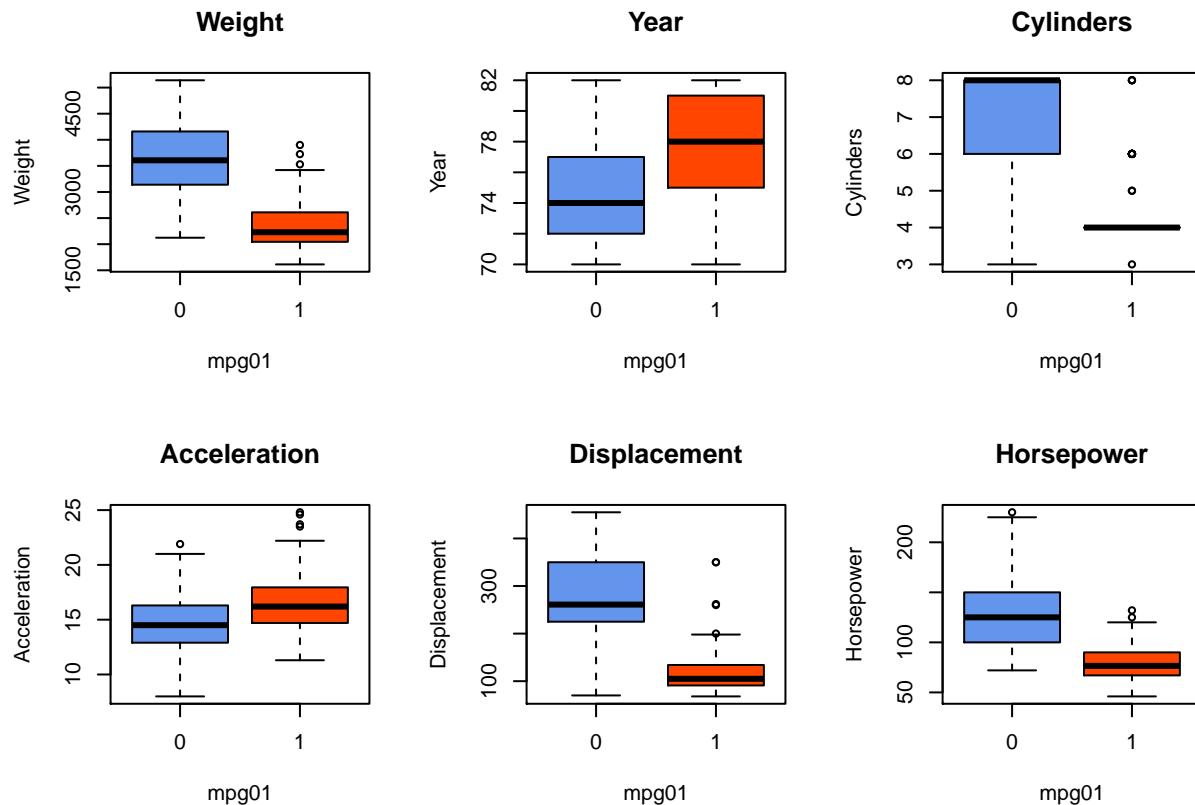 Weight
Weight
1500
3000
4500
0 1
mpg01
Year
Year
70
74
78
82
0 1
mpg01
Cylinders
Cylinders
3
4
5
6
7
8
0 1
mpg01
Acceleration
Acceleration
10
15
20
25
0 1
mpg01
Displacement
Displacement
100
300
0 1
mpg01
Horsepower
Horsepower
50
100
200
0 1
mpg01